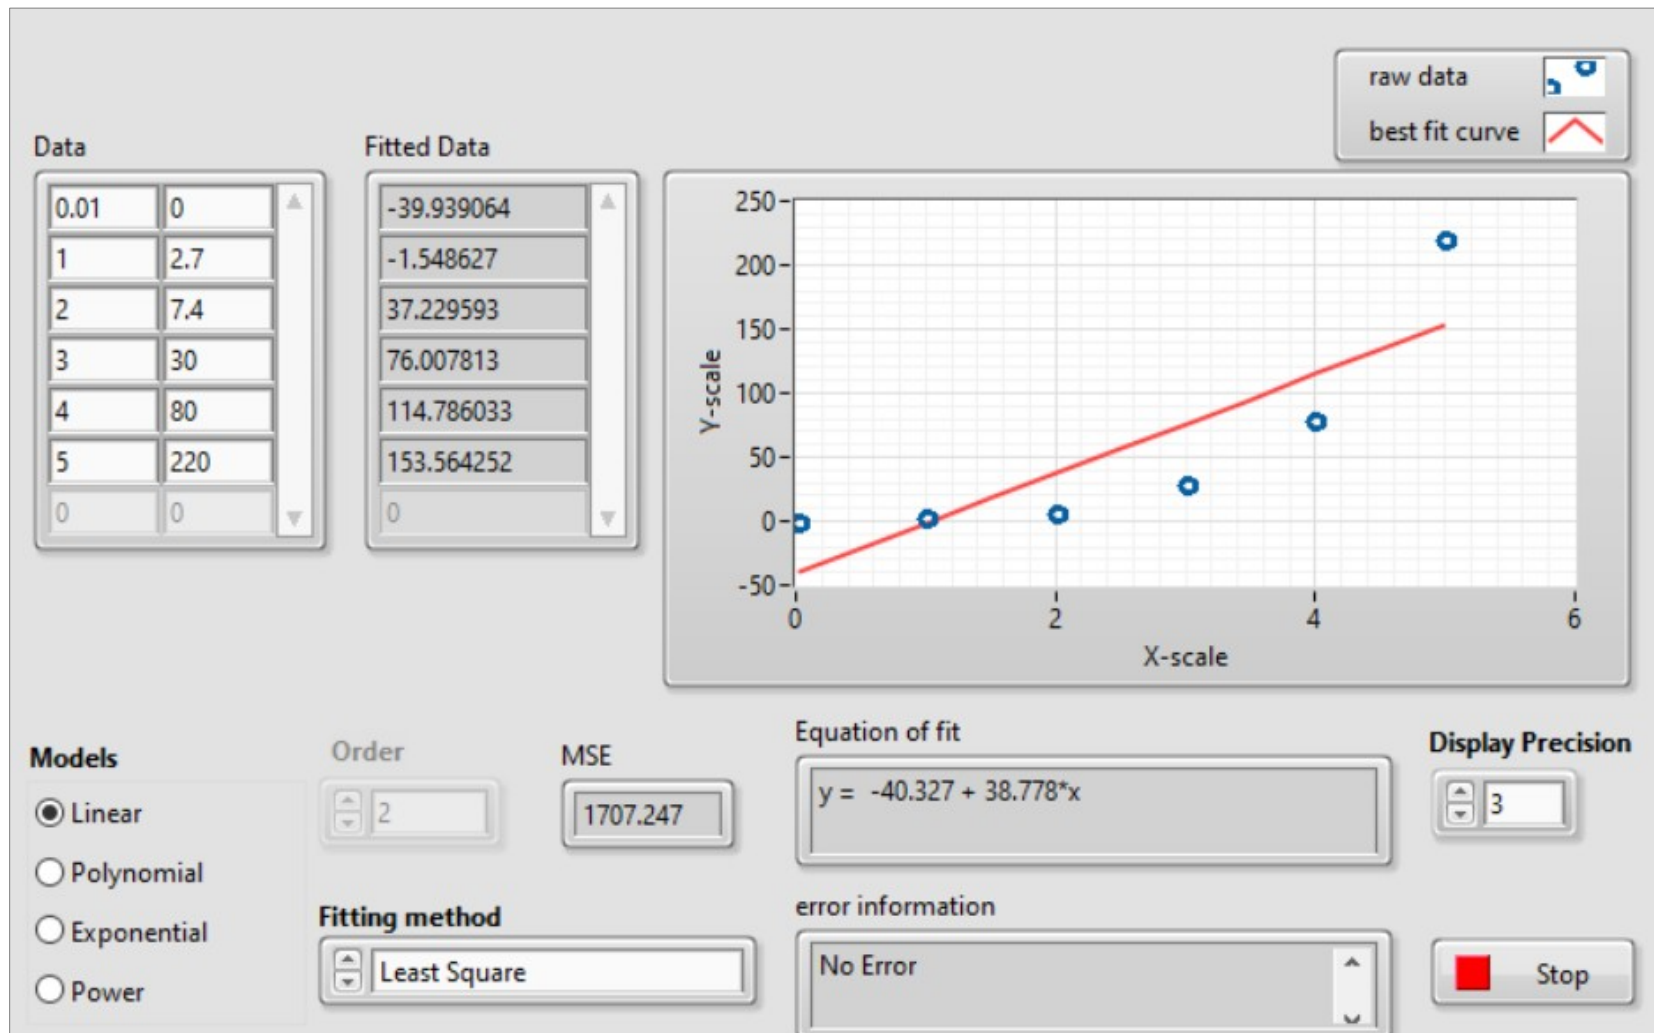 raw data
best fit curve
Data
Fitted Data
0.01 0
1 2.7
2 7.4
3 30
4 80
5 220
0 0
-39.939064
-1.548627
37.229593
76.007813
114.786033
153.564252
0
250
200
150
100
50
0
-50
Y-scale
0 2 4 6
X-scale
Models
Linear
Polynomial
Exponential
Power
Order
2
MSE
1707.247
Fitting method
Least Square
Equation of fit
y = -40.327 + 38.778*x
error information
No Error
Display Precision
3
Stop